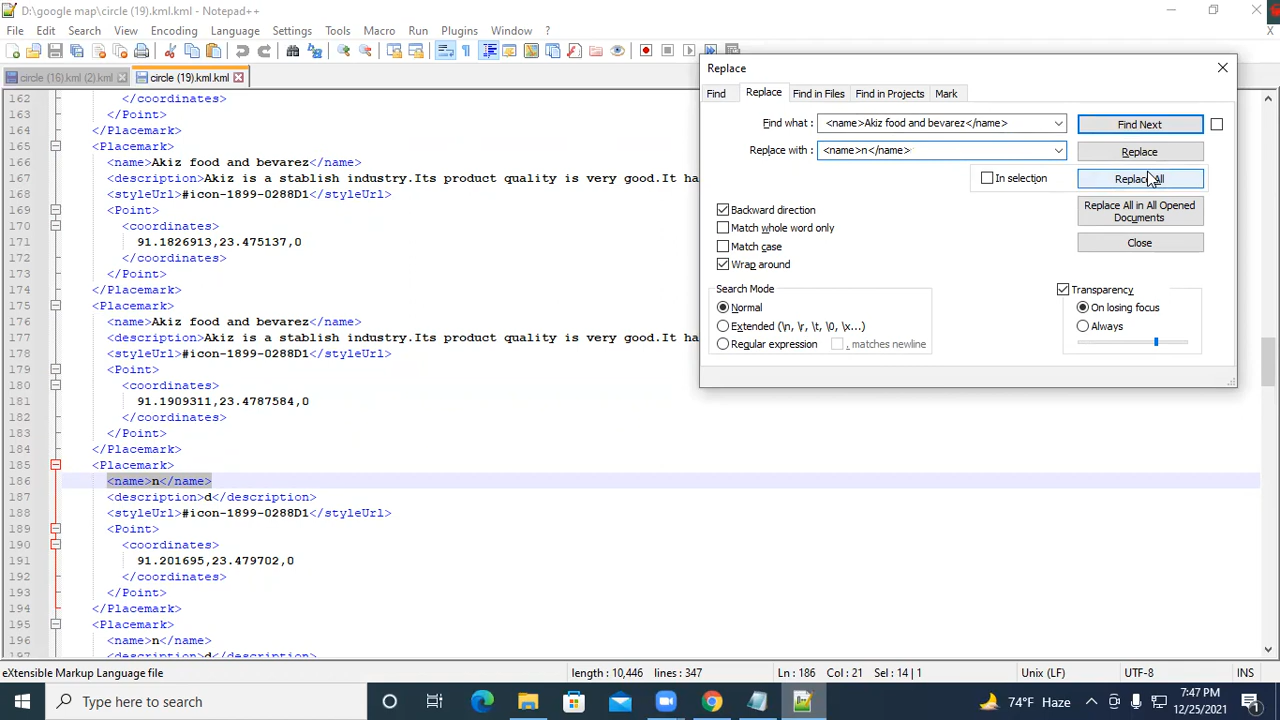 D:\google map\circle (19).kml.kml - Notepad++
File Edit Search View Encoding Language Settings Tools Macro Run Plugins Window ? X
circle (16).kml (2).kml circle (19).kml.kml
162 </coordinates>
163 </Point>
164 </Placemark>
165 <Placemark>
166 <name>Akiz food and bevarez</name>
167 <description>Akiz is a stablish industry.Its product quality is very good.It ha
168 <styleUrl>#icon-1899-0288D1</styleUrl>
169 <Point>
170 <coordinates>
171 91.1826913,23.475137,0
172 </coordinates>
173 </Point>
174 </Placemark>
175 <Placemark>
176 <name>Akiz food and bevarez</name>
177 <description>Akiz is a stablish industry.Its product quality is very good.It ha
178 <styleUrl>#icon-1899-0288D1</styleUrl>
179 <Point>
180 <coordinates>
181 91.1909311,23.4787584,0
182 </coordinates>
183 </Point>
184 </Placemark>
185 <Placemark>
186 <name>n</name>
187 <description>d</description>
188 <styleUrl>#icon-1899-0288D1</styleUrl>
189 <Point>
190 <coordinates>
191 91.201695,23.479702,0
192 </coordinates>
193 </Point>
194 </Placemark>
195 <Placemark>
196 <name>n</name>
197 <description>d</description>
Replace
Find Replace Find in Files Find in Projects Mark
Find what : <name>Akiz food and bevarez</name> Find Next
Replace with : <name>n</name> Replace
In selection Replace All
Backward direction Replace All in All Opened Documents
Match whole word only
Match case Close
Wrap around
Search Mode Transparency
Normal On losing focus
Extended (\n, \r, \t, \0, \x...) Always
Regular expression . matches newline
eXtensible Markup Language file length : 10,446 lines : 347 Ln : 186 Col : 21 Sel : 14 | 1 Unix (LF) UTF-8 INS
Type here to search 74°F Haze 7:47 PM
12/25/2021